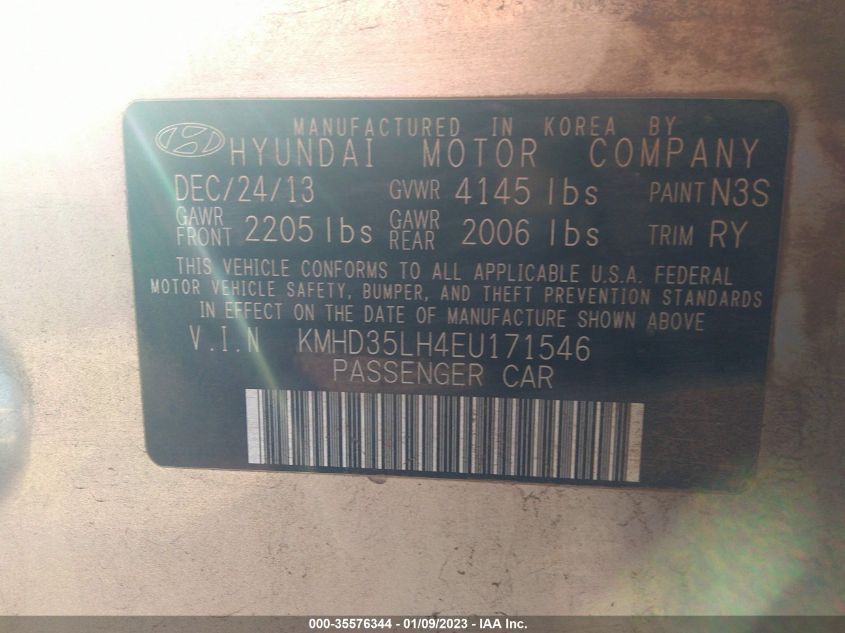 MANUFACTURED IN KOREA BY
HYUNDAI MOTOR COMPANY
DEC/24/13 GVWR 4145 lbs PAINT N3S
GAWR FRONT 2205 lbs GAWR REAR 2006 lbs TRIM RY
THIS VEHICLE CONFORMS TO ALL APPLICABLE U.S.A. FEDERAL
MOTOR VEHICLE SAFETY, BUMPER, AND THEFT PREVENTION STANDARDS
IN EFFECT ON THE DATE OF MANUFACTURE SHOWN ABOVE
V.I.N KMHD35LH4EU171546
PASSENGER CAR
000-35576344 - 01/09/2023 - IAA Inc.